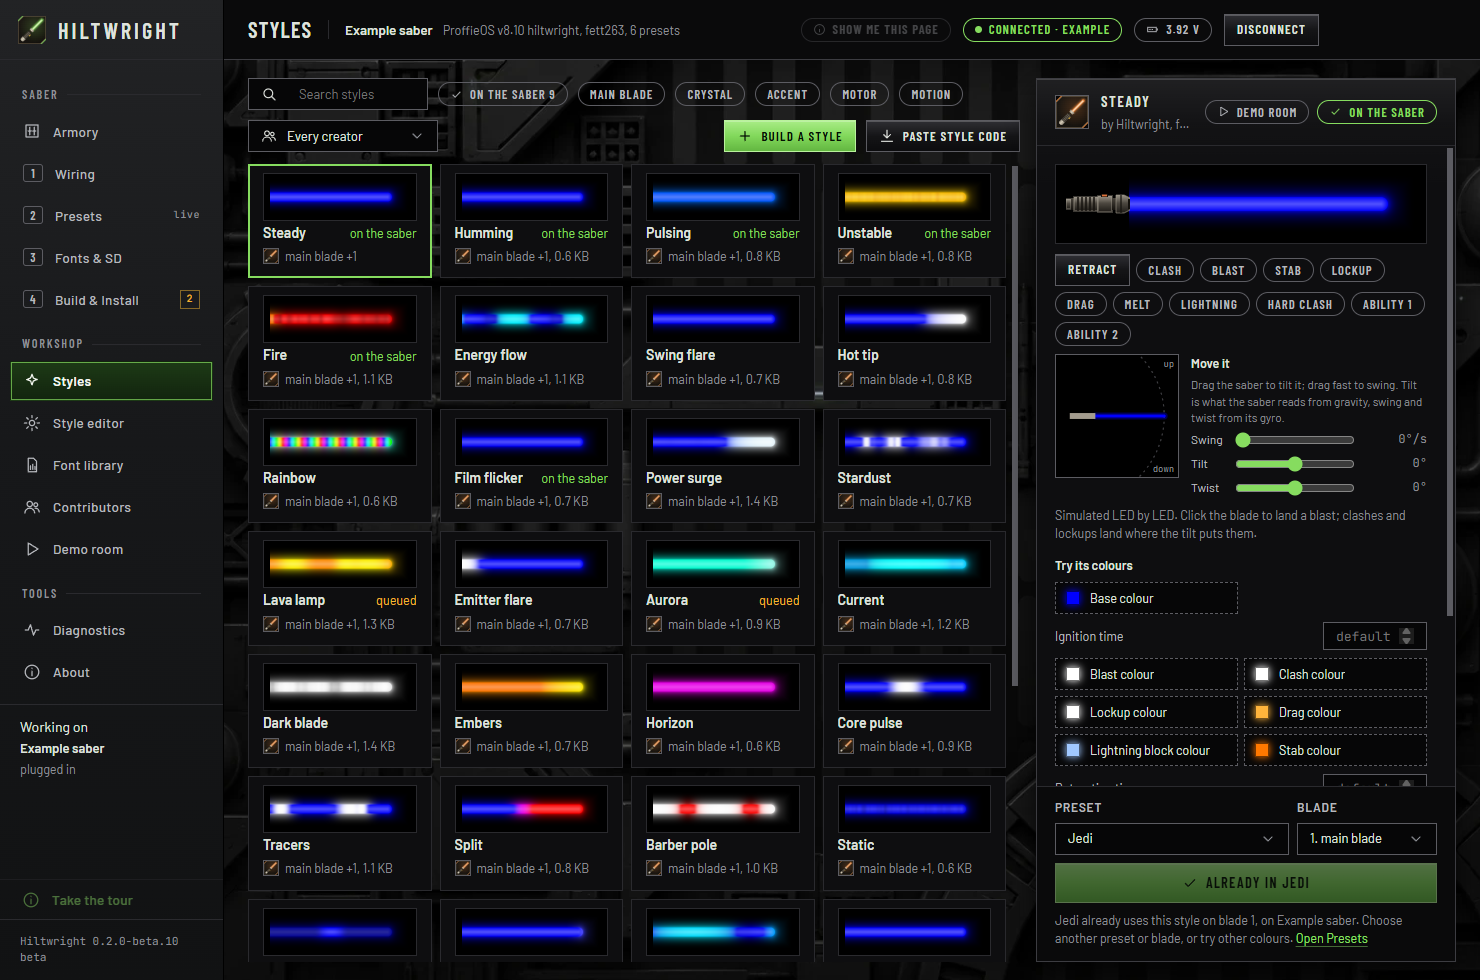 HILTWRIGHT
SABER
Armory
1 Wiring
2 Presets live
3 Fonts & SD
4 Build & Install 2
WORKSHOP
Styles
Style editor
Font library
Contributors
Demo room
TOOLS
Diagnostics
About
Working on
Example saber
plugged in
Take the tour
Hiltwright 0.2.0-beta.10
beta
STYLES
Example saber ProffieOS v8.10 hiltwright, fett263, 6 presets
SHOW ME THIS PAGE
CONNECTED · EXAMPLE
3.92 V
DISCONNECT
Search styles
ON THE SABER 9
MAIN BLADE
CRYSTAL
ACCENT
MOTOR
MOTION
Every creator
BUILD A STYLE
PASTE STYLE CODE
Steady on the saber
main blade +1
Humming on the saber
main blade +1, 0.6 KB
Pulsing on the saber
main blade +1, 0.8 KB
Unstable on the saber
main blade +1, 0.8 KB
Fire on the saber
main blade +1, 1.1 KB
Energy flow
main blade +1, 1.1 KB
Swing flare
main blade +1, 0.7 KB
Hot tip
main blade +1, 0.8 KB
Rainbow
main blade +1, 0.6 KB
Film flicker on the saber
main blade +1, 0.7 KB
Power surge
main blade +1, 1.4 KB
Stardust
main blade +1, 0.7 KB
Lava lamp queued
main blade +1, 1.3 KB
Emitter flare
main blade +1, 0.7 KB
Aurora queued
main blade +1, 0.9 KB
Current
main blade +1, 1.2 KB
Dark blade
main blade +1, 1.4 KB
Embers
main blade +1, 0.7 KB
Horizon
main blade +1, 0.6 KB
Core pulse
main blade +1, 0.9 KB
Tracers
main blade +1, 1.1 KB
Split
main blade +1, 0.8 KB
Barber pole
main blade +1, 1.0 KB
Static
main blade +1, 0.6 KB
STEADY
by Hiltwright, f...
DEMO ROOM
ON THE SABER
RETRACT
CLASH
BLAST
STAB
LOCKUP
DRAG
MELT
LIGHTNING
HARD CLASH
ABILITY 1
ABILITY 2
up
down
Move it
Drag the saber to tilt it; drag fast to swing. Tilt
is what the saber reads from gravity, swing and
twist from its gyro.
Swing 0°/s
Tilt 0°
Twist 0°
Simulated LED by LED. Click the blade to land a blast; clashes and
lockups land where the tilt puts them.
Try its colours
Base colour
Ignition time default
Blast colour
Clash colour
Lockup colour
Drag colour
Lightning block colour
Stab colour
PRESET
BLADE
Jedi
1. main blade
ALREADY IN JEDI
Jedi already uses this style on blade 1, on Example saber. Choose
another preset or blade, or try other colours. Open Presets